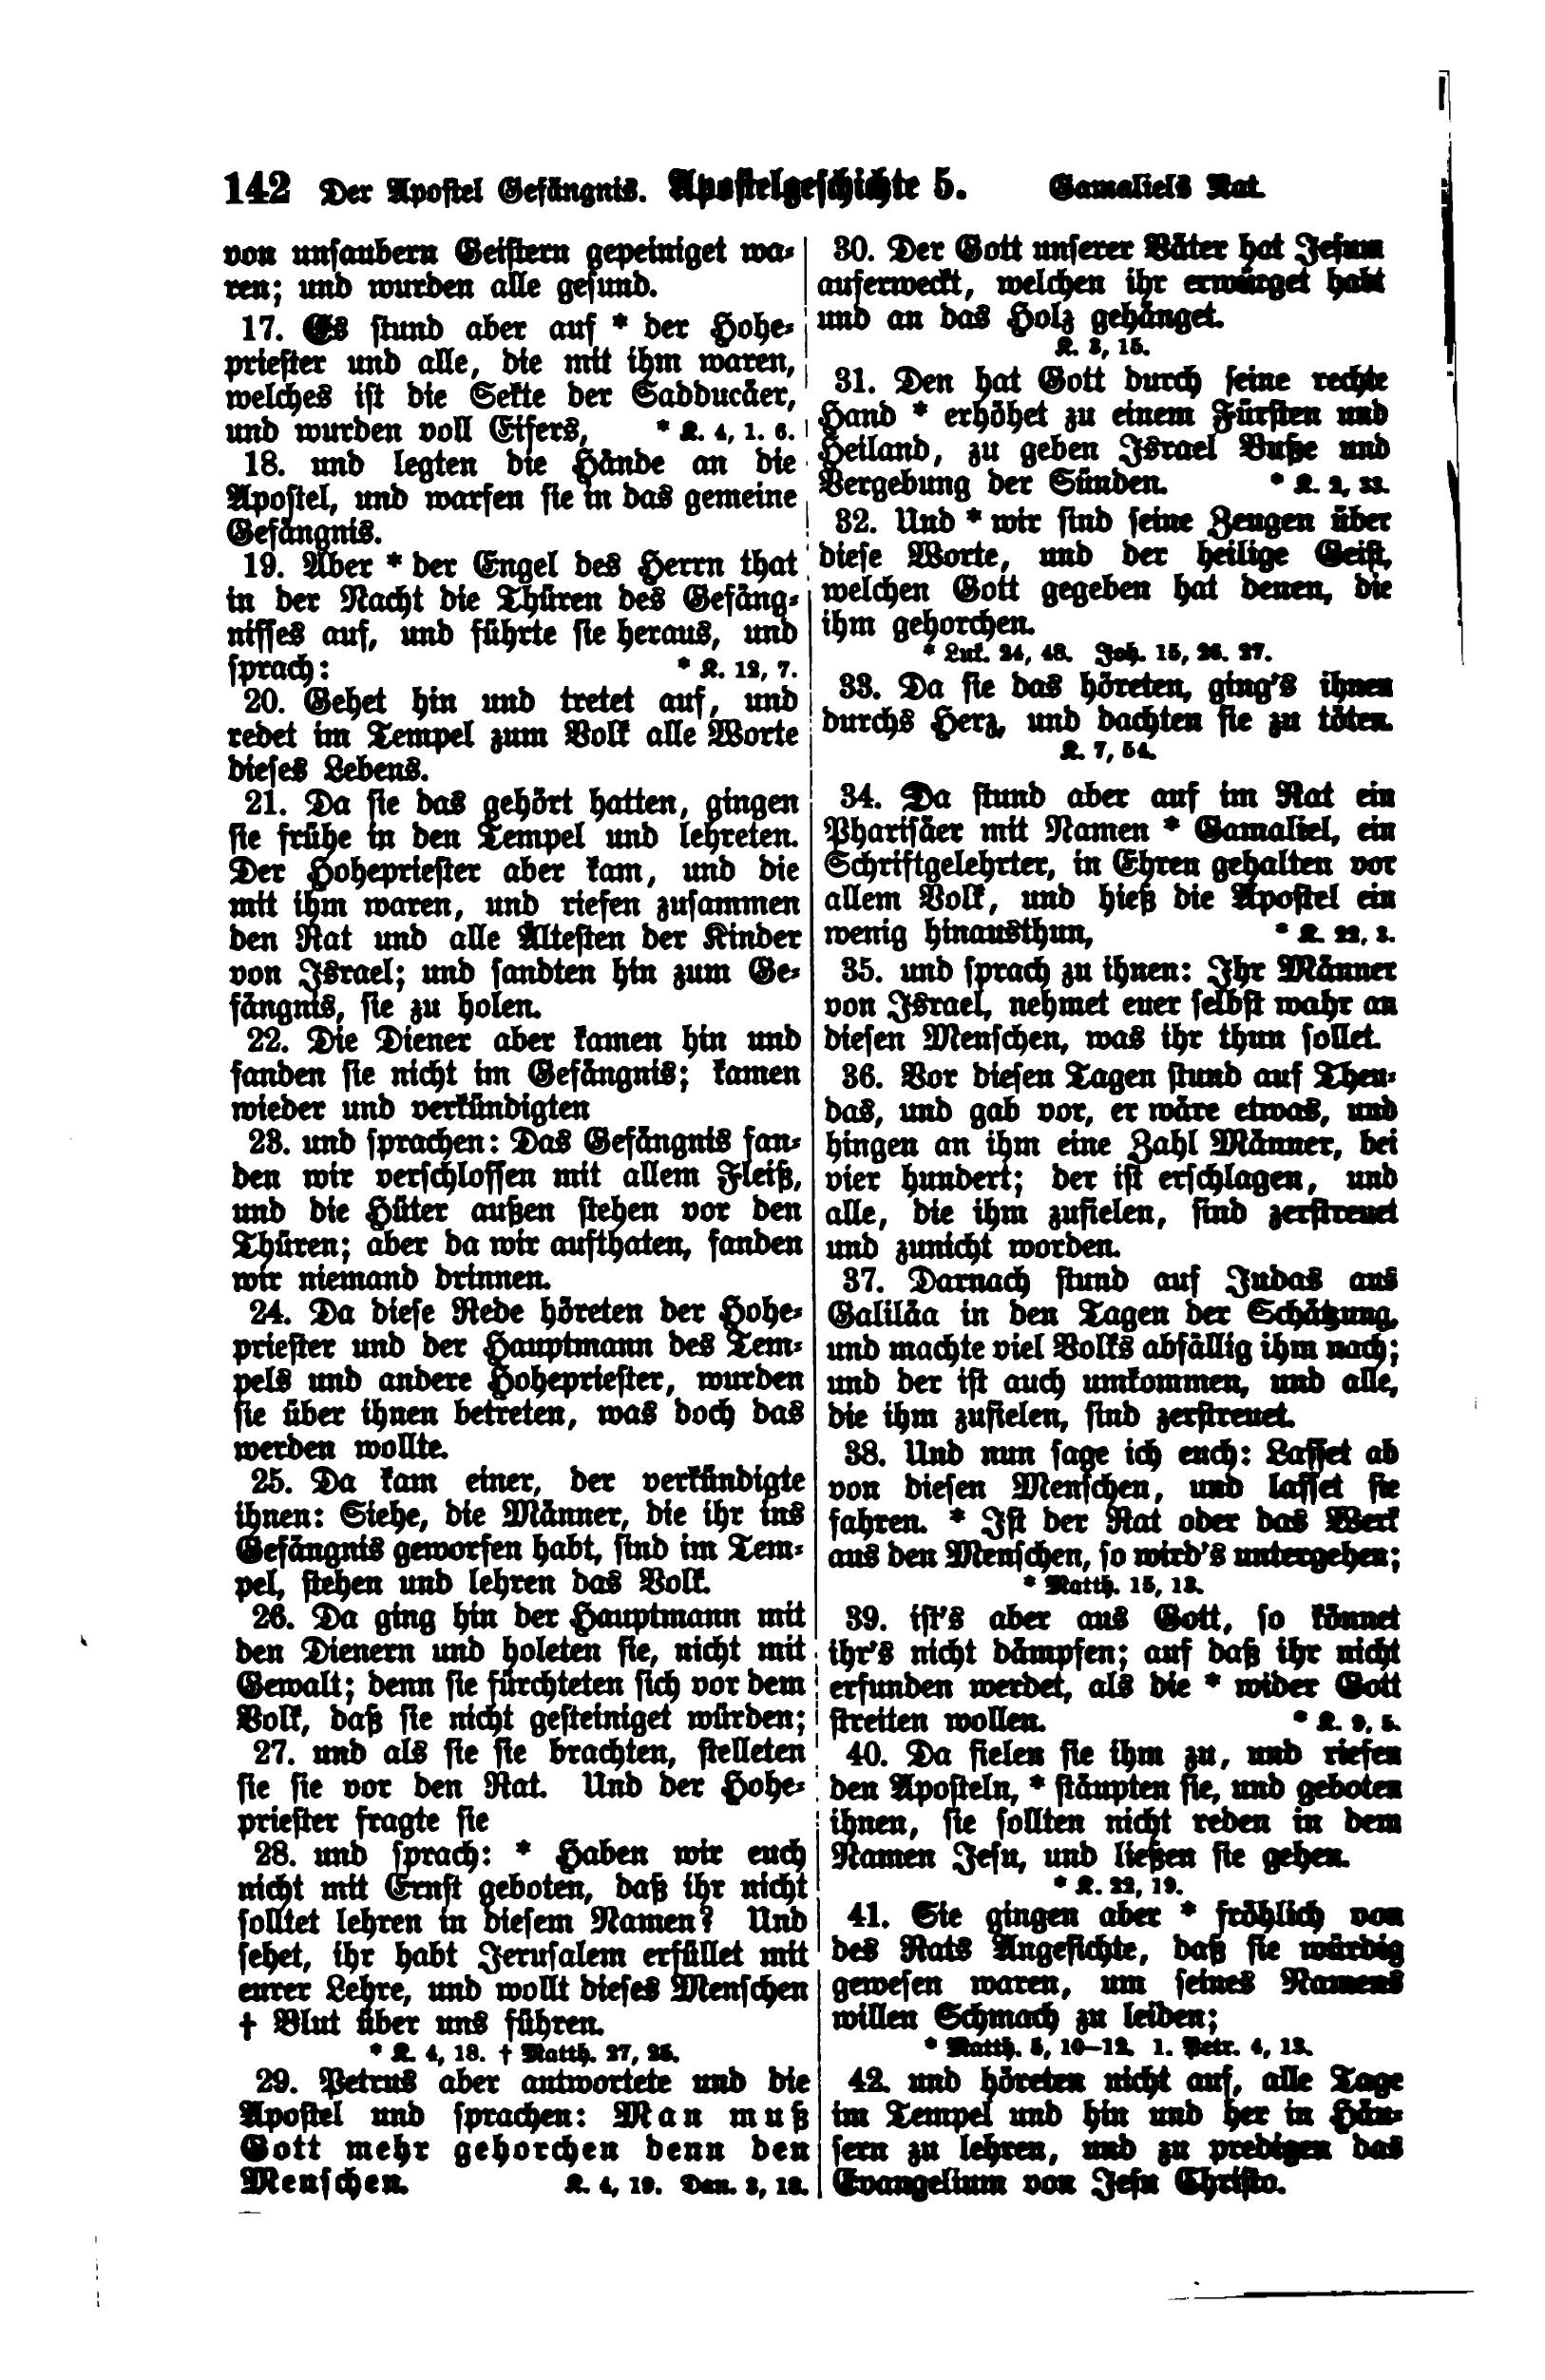 142 Der Apostel Gefängnis. Apostelgeschichte 5. Gamaliels Rat.
von unsaubern Geistern gepeiniget wa-
ren; und wurden alle gesund.
17. Es stund aber auf * der Hohe-
priester und alle, die mit ihm waren,
welches ist die Sekte der Sadducäer,
und wurden voll Eifers, * K. 4, 1. 6.
18. und legten die Hände an die
Apostel, und warfen sie in das gemeine
Gefängnis.
19. Aber * der Engel des Herrn that
in der Nacht die Thüren des Gefäng-
nisses auf, und führte sie heraus, und
sprach: * K. 12, 7.
20. Gehet hin und tretet auf, und
redet im Tempel zum Volk alle Worte
dieses Lebens.
21. Da sie das gehört hatten, gingen
sie frühe in den Tempel und lehreten.
Der Hohepriester aber kam, und die
mit ihm waren, und riefen zusammen
den Rat und alle Ältesten der Kinder
von Israel; und sandten hin zum Ge-
fängnis, sie zu holen.
22. Die Diener aber kamen hin und
fanden sie nicht im Gefängnis; kamen
wieder und verkündigten
23. und sprachen: Das Gefängnis fan-
den wir verschlossen mit allem Fleiß,
und die Hüter außen stehen vor den
Thüren; aber da wir aufthaten, fanden
wir niemand drinnen.
24. Da diese Rede höreten der Hohe-
priester und der Hauptmann des Tem-
pels und andere Hohepriester, wurden
sie über ihnen betreten, was doch das
werden wollte.
25. Da kam einer, der verkündigte
ihnen: Siehe, die Männer, die ihr ins
Gefängnis geworfen habt, sind im Tem-
pel, stehen und lehren das Volk.
26. Da ging hin der Hauptmann mit
den Dienern und holeten sie, nicht mit
Gewalt; denn sie fürchteten sich vor dem
Volk, daß sie nicht gesteiniget würden;
27. und als sie sie brachten, stelleten
sie sie vor den Rat. Und der Hohe-
priester fragte sie
28. und sprach: * Haben wir euch
nicht mit Ernst geboten, daß ihr nicht
solltet lehren in diesem Namen? Und
sehet, ihr habt Jerusalem erfüllet mit
eurer Lehre, und wollt dieses Menschen
† Blut über uns führen.
* K. 4, 18. † Matth. 27, 25.
29. Petrus aber antwortete und die
Apostel und sprachen: Man muß
Gott mehr gehorchen denn den
Menschen. K. 4, 19. Dan. 3, 18.
30. Der Gott unserer Väter hat Jesum
auferweckt, welchen ihr erwürget habt
und an das Holz gehänget.
K. 3, 15.
31. Den hat Gott durch seine rechte
Hand * erhöhet zu einem Fürsten und
Heiland, zu geben Israel Buße und
Vergebung der Sünden. * K. 2, 33.
32. Und * wir sind seine Zeugen über
diese Worte, und der heilige Geist,
welchen Gott gegeben hat denen, die
ihm gehorchen.
* Luk. 24, 48. Joh. 15, 26. 27.
33. Da sie das höreten, ging's ihnen
durchs Herz, und dachten sie zu töten.
K. 7, 54.
34. Da stund aber auf im Rat ein
Pharisäer mit Namen * Gamaliel, ein
Schriftgelehrter, in Ehren gehalten vor
allem Volk, und hieß die Apostel ein
wenig hinausthun, * K. 22, 3.
35. und sprach zu ihnen: Ihr Männer
von Israel, nehmet euer selbst wahr an
diesen Menschen, was ihr thun sollet.
36. Vor diesen Tagen stund auf Theu-
das, und gab vor, er wäre etwas, und
hingen an ihm eine Zahl Männer, bei
vier hundert; der ist erschlagen, und
alle, die ihm zufielen, sind zerstreuet
und zunicht worden.
37. Darnach stund auf Judas aus
Galiläa in den Tagen der Schätzung,
und machte viel Volks abfällig ihm nach;
und der ist auch umkommen, und alle,
die ihm zufielen, sind zerstreuet.
38. Und nun sage ich euch: Lasset ab
von diesen Menschen, und lasset sie
fahren. * Ist der Rat oder das Werk
aus den Menschen, so wird's untergehen;
* Matth. 15, 13.
39. ist's aber aus Gott, so könnet
ihr's nicht dämpfen; auf daß ihr nicht
erfunden werdet, als die * wider Gott
streiten wollen. * K. 9, 5.
40. Da fielen sie ihm zu, und riefen
den Aposteln, * stäupten sie, und geboten
ihnen, sie sollten nicht reden in dem
Namen Jesu, und ließen sie gehen.
* K. 22, 19.
41. Sie gingen aber * fröhlich von
des Rats Angesichte, daß sie würdig
gewesen waren, um seines Namens
willen Schmach zu leiden;
* Matth. 5, 10–12. 1. Petr. 4, 13.
42. und höreten nicht auf, alle Tage
im Tempel und hin und her in Häu-
sern zu lehren, und zu predigen das
Evangelium von Jesu Christo.